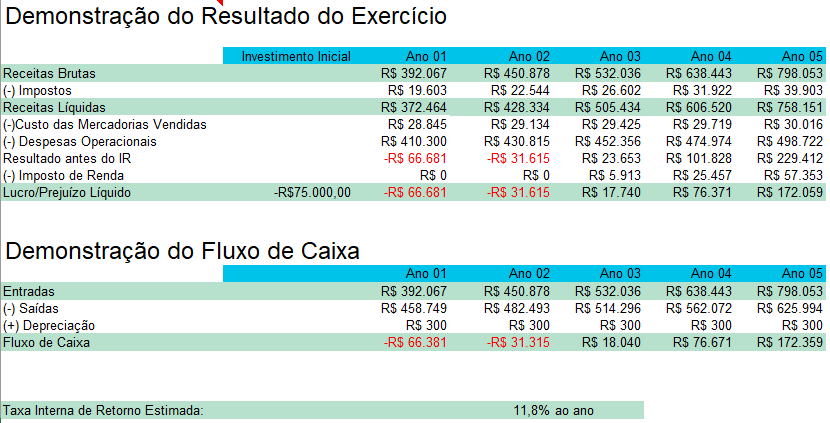 Demonstração do Resultado do Exercício
Investimento Inicial Ano 01 Ano 02 Ano 03 Ano 04 Ano 05
Receitas Brutas R$ 392.067 R$ 450.878 R$ 532.036 R$ 638.443 R$ 798.053
(-) Impostos R$ 19.603 R$ 22.544 R$ 26.602 R$ 31.922 R$ 39.903
Receitas Líquidas R$ 372.464 R$ 428.334 R$ 505.434 R$ 606.520 R$ 758.151
(-)Custo das Mercadorias Vendidas R$ 28.845 R$ 29.134 R$ 29.425 R$ 29.719 R$ 30.016
(-) Despesas Operacionais R$ 410.300 R$ 430.815 R$ 452.356 R$ 474.974 R$ 498.722
Resultado antes do IR -R$ 66.681 -R$ 31.615 R$ 23.653 R$ 101.828 R$ 229.412
(-) Imposto de Renda R$ 0 R$ 0 R$ 5.913 R$ 25.457 R$ 57.353
Lucro/Prejuízo Líquido -R$75.000,00 -R$ 66.681 -R$ 31.615 R$ 17.740 R$ 76.371 R$ 172.059
Demonstração do Fluxo de Caixa
Ano 01 Ano 02 Ano 03 Ano 04 Ano 05
Entradas R$ 392.067 R$ 450.878 R$ 532.036 R$ 638.443 R$ 798.053
(-) Saídas R$ 458.749 R$ 482.493 R$ 514.296 R$ 562.072 R$ 625.994
(+) Depreciação R$ 300 R$ 300 R$ 300 R$ 300 R$ 300
Fluxo de Caixa -R$ 66.381 -R$ 31.315 R$ 18.040 R$ 76.671 R$ 172.359
Taxa Interna de Retorno Estimada: 11,8% ao ano